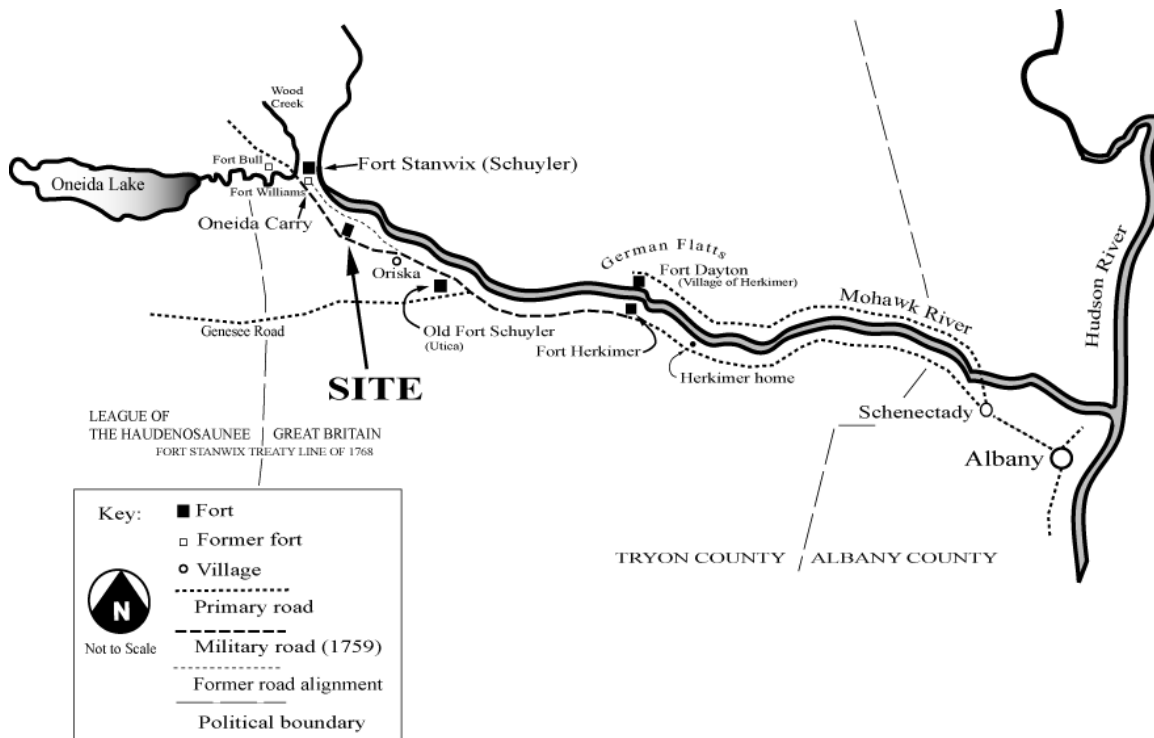 Wood
Creek
Fort Bull
Fort Stanwix (Schuyler)
Oneida Lake
Fort Williams
Oneida Carry
Oriska
German Flatts
Fort Dayton
(Village of Herkimer)
Mohawk River
Hudson River
Genesee Road
Old Fort Schuyler
(Utica)
Fort Herkimer
Herkimer home
SITE
Schenectady
Albany
LEAGUE OF
THE HAUDENOSAUNEE
GREAT BRITAIN
FORT STANWIX TREATY LINE OF 1768
TRYON COUNTY
ALBANY COUNTY
Key:
Fort
Former fort
Village
Primary road
Military road (1759)
Former road alignment
Political boundary
N
Not to Scale